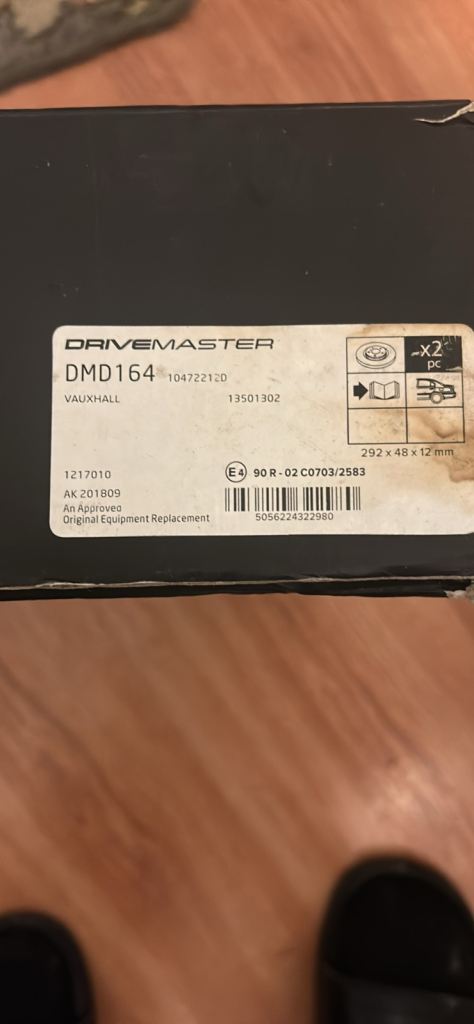 DRIVEMASTER
DMD164 10472212D
VAUXHALL 13501302
x2
pc
292 x 48 x 12 mm
1217010
E4 90 R - 02 C0703/2583
AK 201809
An Approved
Original Equipment Replacement
5056224322980